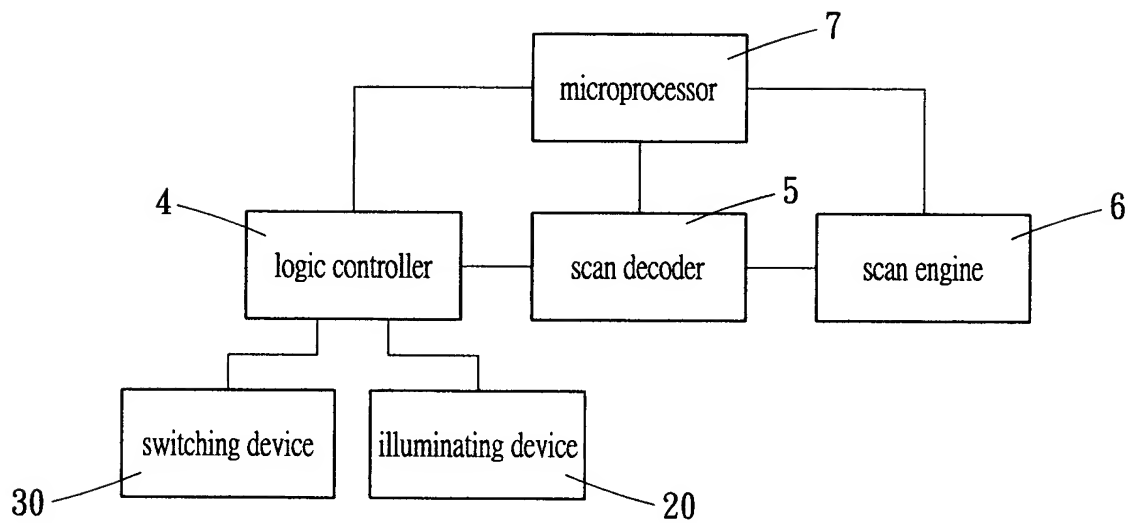 7
microprocessor
4
5
6
logic controller
scan decoder
scan engine
switching device
illuminating device
30
20